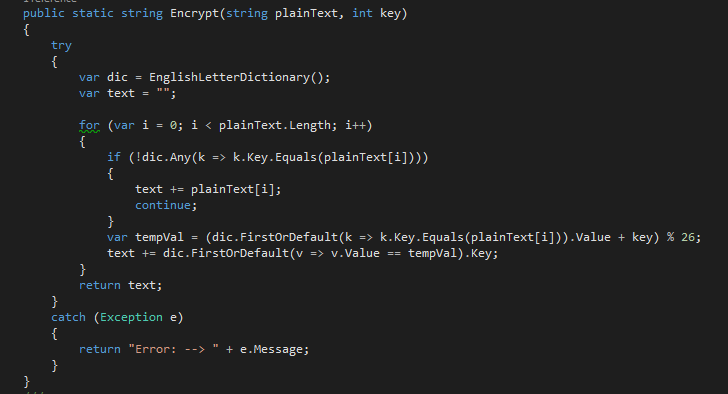 public static string Encrypt(string plainText, int key)
{
    try
    {
        var dic = EnglishLetterDictionary();
        var text = "";

        for (var i = 0; i < plainText.Length; i++)
        {
            if (!dic.Any(k => k.Key.Equals(plainText[i])))
            {
                text += plainText[i];
                continue;
            }
            var tempVal = (dic.FirstOrDefault(k => k.Key.Equals(plainText[i])).Value + key) % 26;
            text += dic.FirstOrDefault(v => v.Value == tempVal).Key;
        }
        return text;
    }
    catch (Exception e)
    {
        return "Error: --> " + e.Message;
    }
}